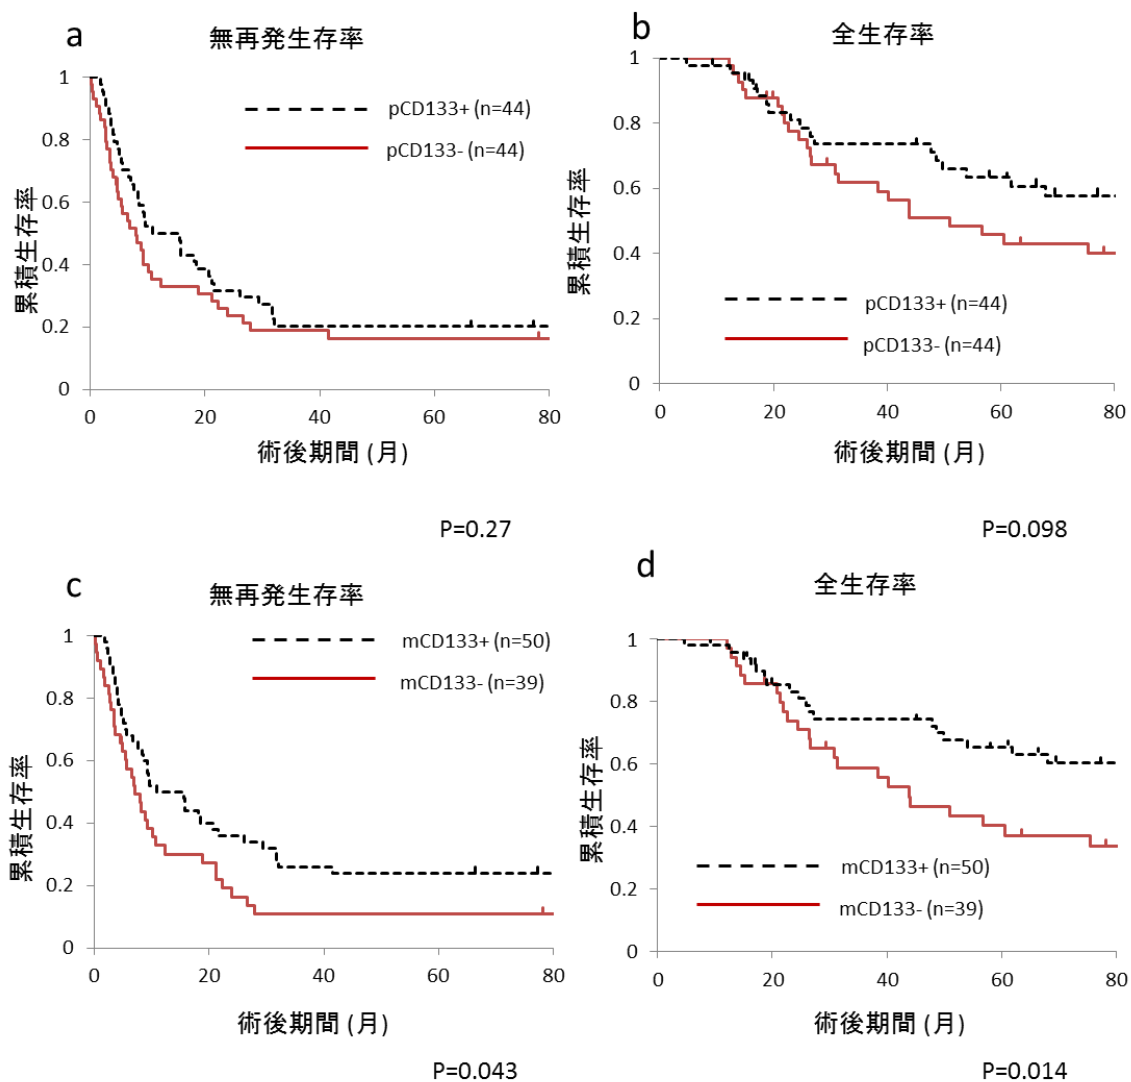 a
無再発生存率
pCD133+ (n=44)
pCD133- (n=44)
累積生存率
1
0.8
0.6
0.4
0.2
0
0 20 40 60 80
術後期間 (月)
P=0.27
b
全生存率
累積生存率
1
0.8
0.6
0.4
0.2
0
pCD133+ (n=44)
pCD133- (n=44)
0 20 40 60 80
術後期間 (月)
P=0.098
c
無再発生存率
mCD133+ (n=50)
mCD133- (n=39)
累積生存率
1
0.8
0.6
0.4
0.2
0
0 20 40 60 80
術後期間 (月)
P=0.043
d
全生存率
累積生存率
1
0.8
0.6
0.4
0.2
0
mCD133+ (n=50)
mCD133- (n=39)
0 20 40 60 80
術後期間 (月)
P=0.014